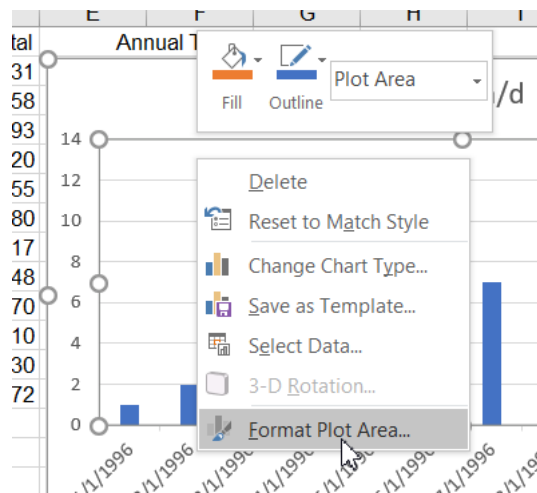 E F G H I
tal Annual T
31
58
93
20
55
80
17
48
70
10
30
72
Fill Outline Plot Area
/d
14
12
10
8
6
4
2
0
Delete
Reset to Match Style
Change Chart Type...
Save as Template...
Select Data...
3-D Rotation...
Format Plot Area...
/1/1996
/1/1996
/1/1996